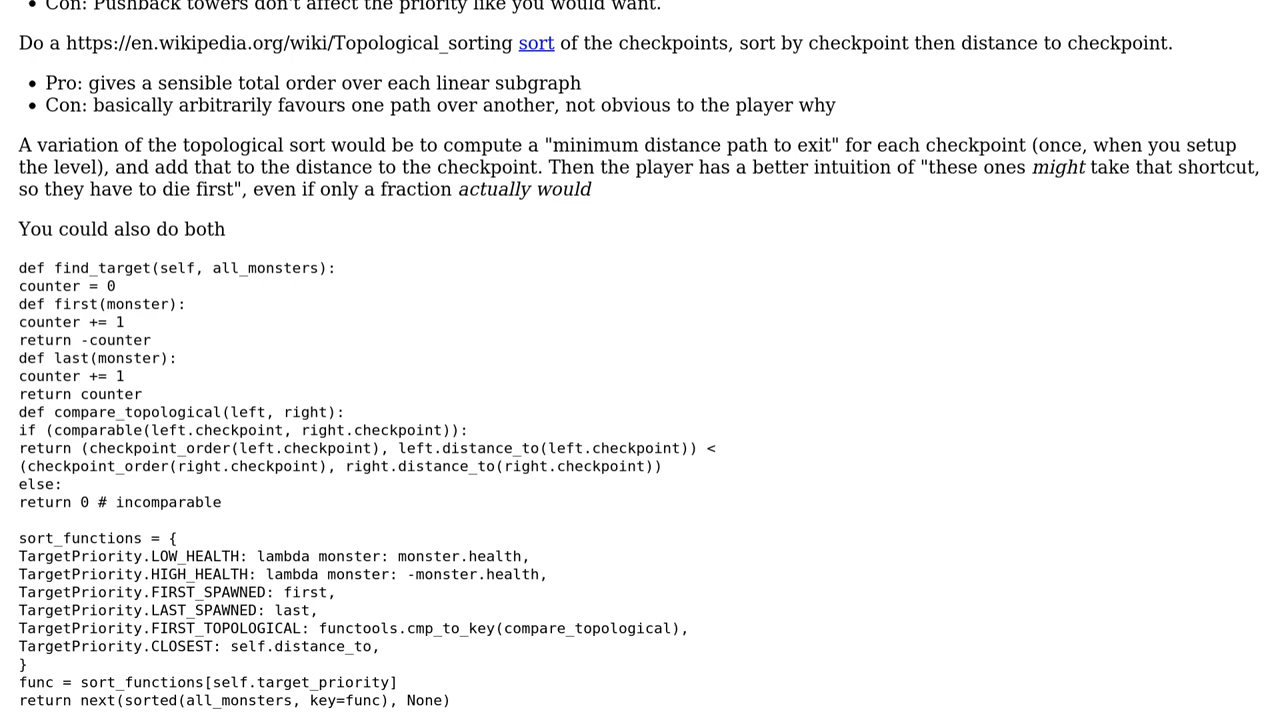 • Con: Pushback towers don't affect the priority like you would want.
Do a https://en.wikipedia.org/wiki/Topological_sorting sort of the checkpoints, sort by checkpoint then distance to checkpoint.
• Pro: gives a sensible total order over each linear subgraph
• Con: basically arbitrarily favours one path over another, not obvious to the player why
A variation of the topological sort would be to compute a "minimum distance path to exit" for each checkpoint (once, when you setup
the level), and add that to the distance to the checkpoint. Then the player has a better intuition of "these ones might take that shortcut,
so they have to die first", even if only a fraction actually would
You could also do both
def find_target(self, all_monsters):
counter = 0
def first(monster):
counter += 1
return -counter
def last(monster):
counter += 1
return counter
def compare_topological(left, right):
if (comparable(left.checkpoint, right.checkpoint)):
return (checkpoint_order(left.checkpoint), left.distance_to(left.checkpoint)) <
(checkpoint_order(right.checkpoint), right.distance_to(right.checkpoint))
else:
return 0 # incomparable
sort_functions = {
TargetPriority.LOW_HEALTH: lambda monster: monster.health,
TargetPriority.HIGH_HEALTH: lambda monster: -monster.health,
TargetPriority.FIRST_SPAWNED: first,
TargetPriority.LAST_SPAWNED: last,
TargetPriority.FIRST_TOPOLOGICAL: functools.cmp_to_key(compare_topological),
TargetPriority.CLOSEST: self.distance_to,
}
func = sort_functions[self.target_priority]
return next(sorted(all_monsters, key=func), None)